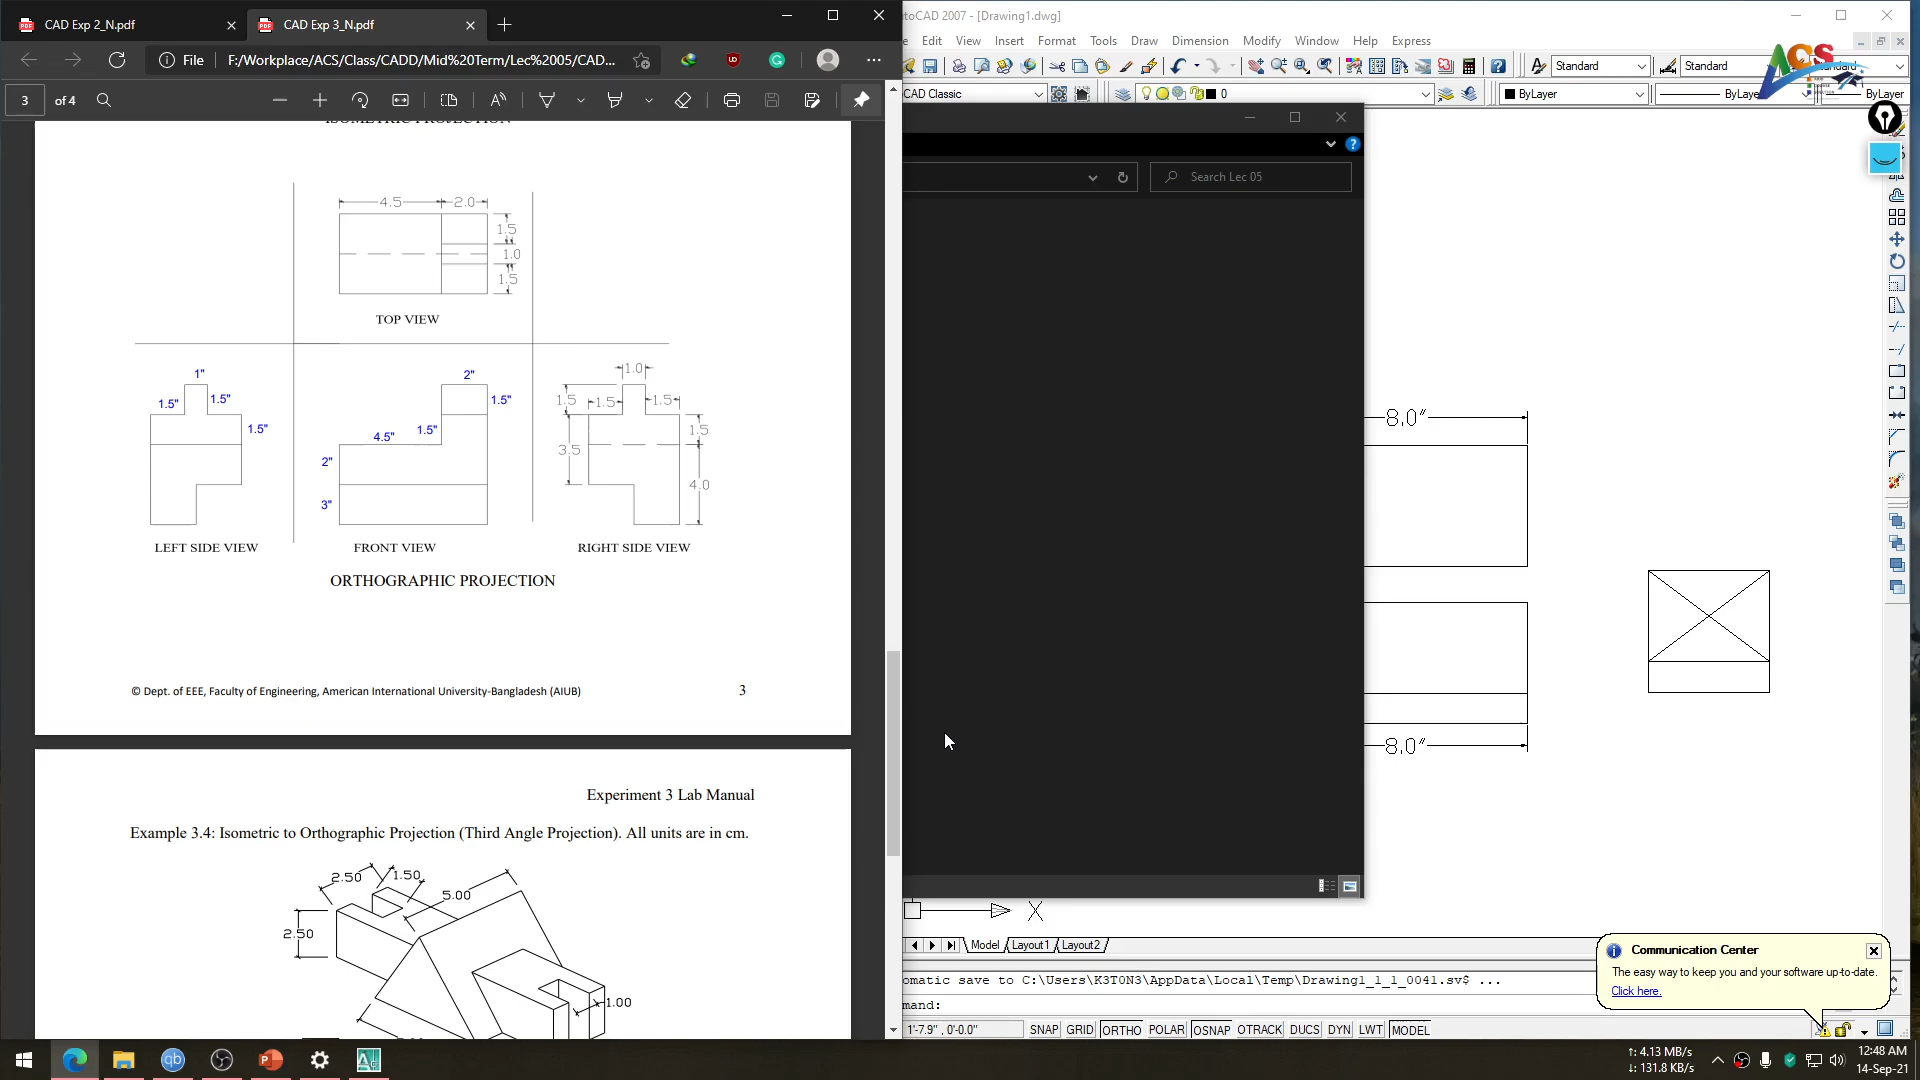 CAD Exp 2_N.pdf
CAD Exp 3_N.pdf
File
F:/Workplace/ACS/Class/CADD/Mid%20Term/Lec%2005/CAD...
3 of 4
4.5 2.0
1.5
1.0
1.5
TOP VIEW
1"
1.5" 1.5"
1.5"
LEFT SIDE VIEW
2"
1.5"
4.5" 1.5"
2"
3"
FRONT VIEW
1.0
1.5 1.5 1.5
1.5
3.5
4.0
RIGHT SIDE VIEW
ORTHOGRAPHIC PROJECTION
© Dept. of EEE, Faculty of Engineering, American International University-Bangladesh (AIUB)
3
Experiment 3 Lab Manual
Example 3.4: Isometric to Orthographic Projection (Third Angle Projection). All units are in cm.
2.50 1.50
5.00
2.50
1.00
toCAD 2007 - [Drawing1.dwg]
Edit View Insert Format Tools Draw Dimension Modify Window Help Express
Standard
Standard
CAD Classic
0
ByLayer
ByLaye
ByLayer
ACS
Search Lec 05
8.0"
8.0"
X
Model Layout1 Layout2
omatic save to C:\Users\K3T0N3\AppData\Local\Temp\Drawing1_1_1_0041.sv$ ...
mand:
1'-7.9" , 0'-0.0"
SNAP GRID ORTHO POLAR OSNAP OTRACK DUCS DYN LWT MODEL
Communication Center
The easy way to keep you and your software up-to-date.
Click here.
↑: 4.13 MB/s
↓: 131.8 KB/s
12:48 AM
14-Sep-21